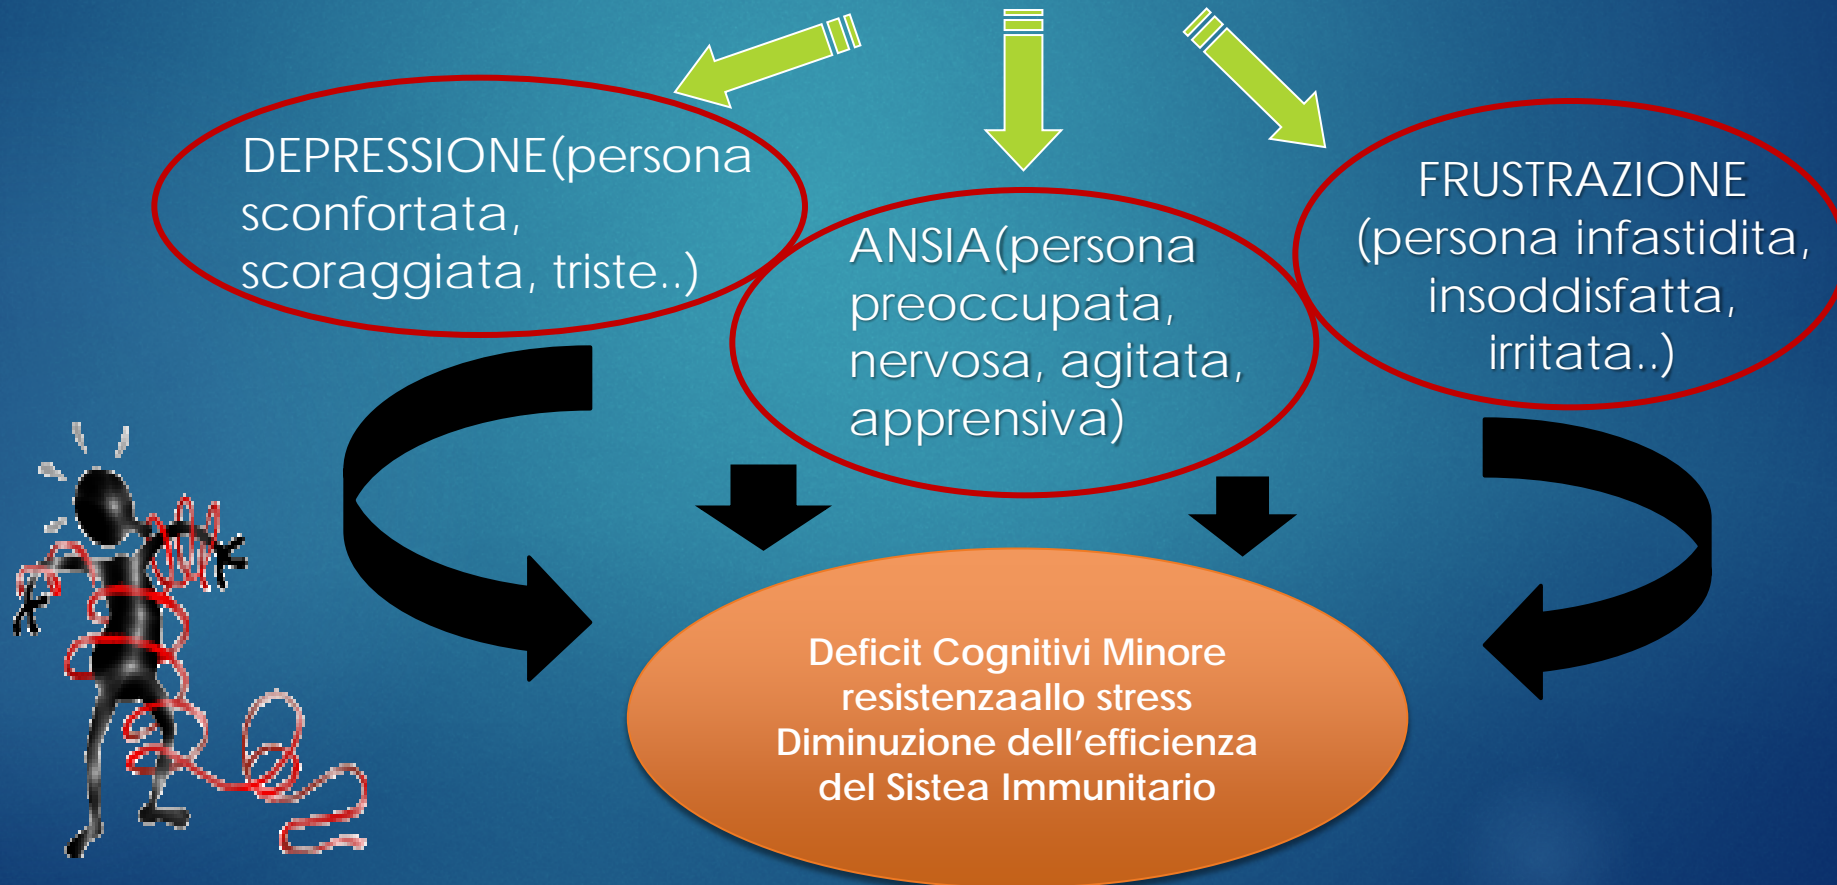 DEPRESSIONE(persona
sconfortata,
scoraggiata, triste..)
ANSIA(persona
preoccupata,
nervosa, agitata,
apprensiva)
FRUSTRAZIONE
(persona infastidita,
insoddisfatta,
irritata..)
Deficit Cognitivi Minore
resistenzaallo stress
Diminuzione dell’efficienza
del Sistea Immunitario